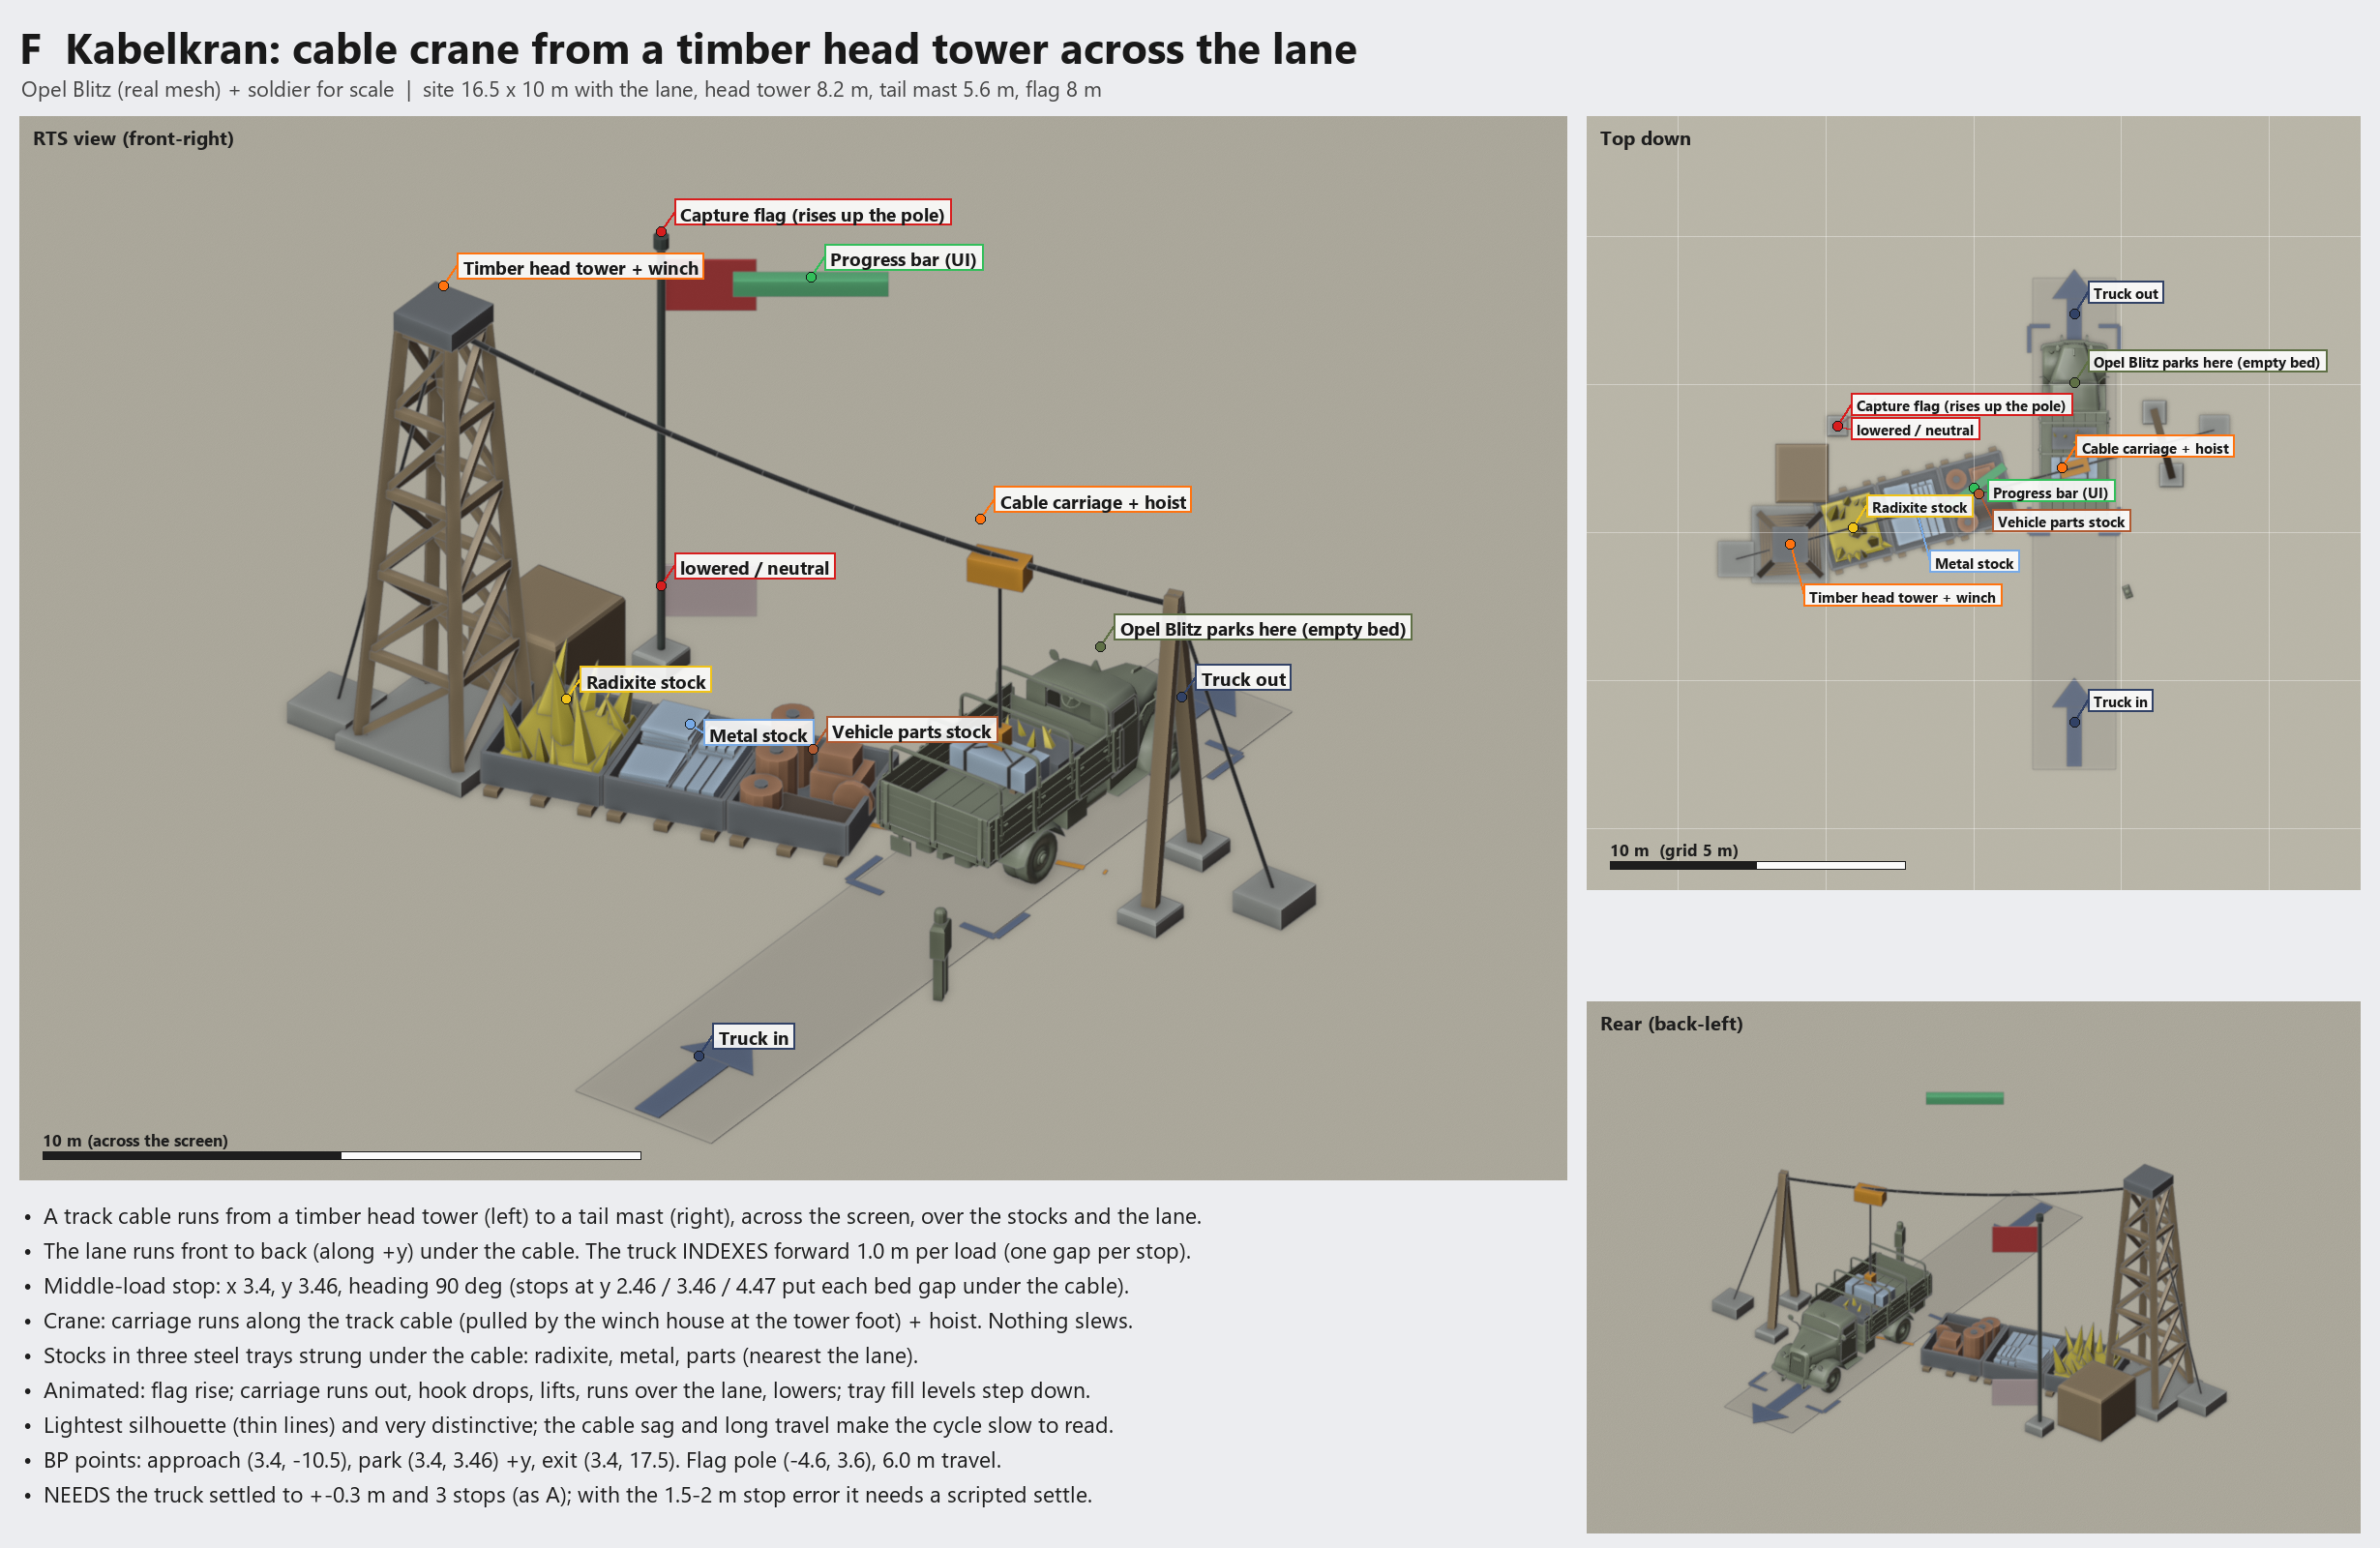 F Kabelkran: cable crane from a timber head tower across the lane
Opel Blitz (real mesh) + soldier for scale | site 16.5 x 10 m with the lane, head tower 8.2 m, tail mast 5.6 m, flag 8 m
RTS view (front-right)
Capture flag (rises up the pole)
Progress bar (UI)
Timber head tower + winch
Cable carriage + hoist
lowered / neutral
Opel Blitz parks here (empty bed)
Radixite stock
Truck out
Metal stock
Vehicle parts stock
Truck in
10 m (across the screen)
Top down
Truck out
Opel Blitz parks here (empty bed)
Capture flag (rises up the pole)
lowered / neutral
Cable carriage + hoist
Progress bar (UI)
Radixite stock
Vehicle parts stock
Metal stock
Timber head tower + winch
Truck in
10 m (grid 5 m)
Rear (back-left)
• A track cable runs from a timber head tower (left) to a tail mast (right), across the screen, over the stocks and the lane.
• The lane runs front to back (along +y) under the cable. The truck INDEXES forward 1.0 m per load (one gap per stop).
• Middle-load stop: x 3.4, y 3.46, heading 90 deg (stops at y 2.46 / 3.46 / 4.47 put each bed gap under the cable).
• Crane: carriage runs along the track cable (pulled by the winch house at the tower foot) + hoist. Nothing slews.
• Stocks in three steel trays strung under the cable: radixite, metal, parts (nearest the lane).
• Animated: flag rise; carriage runs out, hook drops, lifts, runs over the lane, lowers; tray fill levels step down.
• Lightest silhouette (thin lines) and very distinctive; the cable sag and long travel make the cycle slow to read.
• BP points: approach (3.4, -10.5), park (3.4, 3.46) +y, exit (3.4, 17.5). Flag pole (-4.6, 3.6), 6.0 m travel.
• NEEDS the truck settled to +-0.3 m and 3 stops (as A); with the 1.5-2 m stop error it needs a scripted settle.